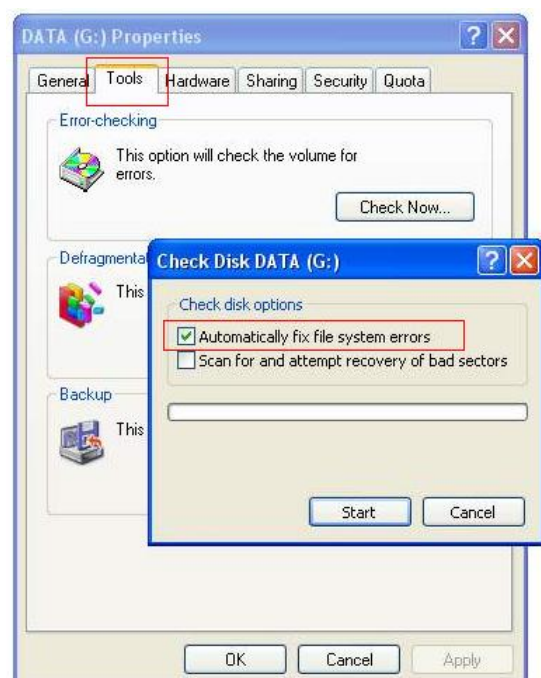 DATA (G:) Properties
General Tools Hardware Sharing Security Quota
Error-checking
This option will check the volume for
errors.
Check Now...
Defragmenta
This
Check Disk DATA (G:)
Check disk options
Automatically fix file system errors
Scan for and attempt recovery of bad sectors
Start Cancel
Backup
This
OK Cancel Apply